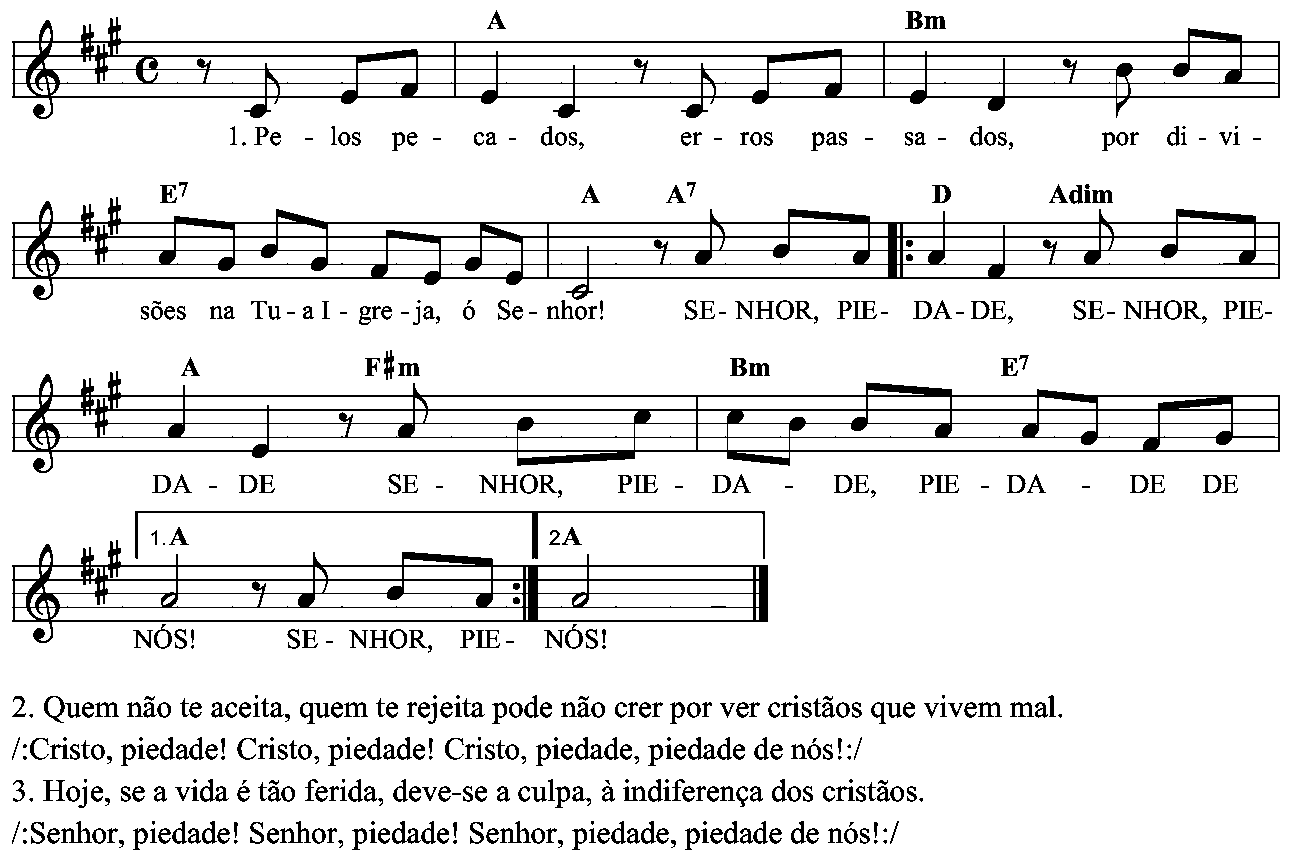 A Bm
1. Pe - los pe - ca - dos, er - ros pas - sa - dos, por di - vi -
E7 A A7 D Adim
sões na Tu - a I - gre - ja, ó Se - nhor! SE - NHOR, PIE - DA - DE, SE - NHOR, PIE -
A F#m Bm E7
DA - DE SE - NHOR, PIE - DA - DE, PIE - DA - DE DE
1. A 2 A
NÓS! SE - NHOR, PIE - NÓS!
2. Quem não te aceita, quem te rejeita pode não crer por ver cristãos que vivem mal.
/:Cristo, piedade! Cristo, piedade! Cristo, piedade, piedade de nós!:/
3. Hoje, se a vida é tão ferida, deve-se a culpa, à indiferença dos cristãos.
/:Senhor, piedade! Senhor, piedade! Senhor, piedade, piedade de nós!:/